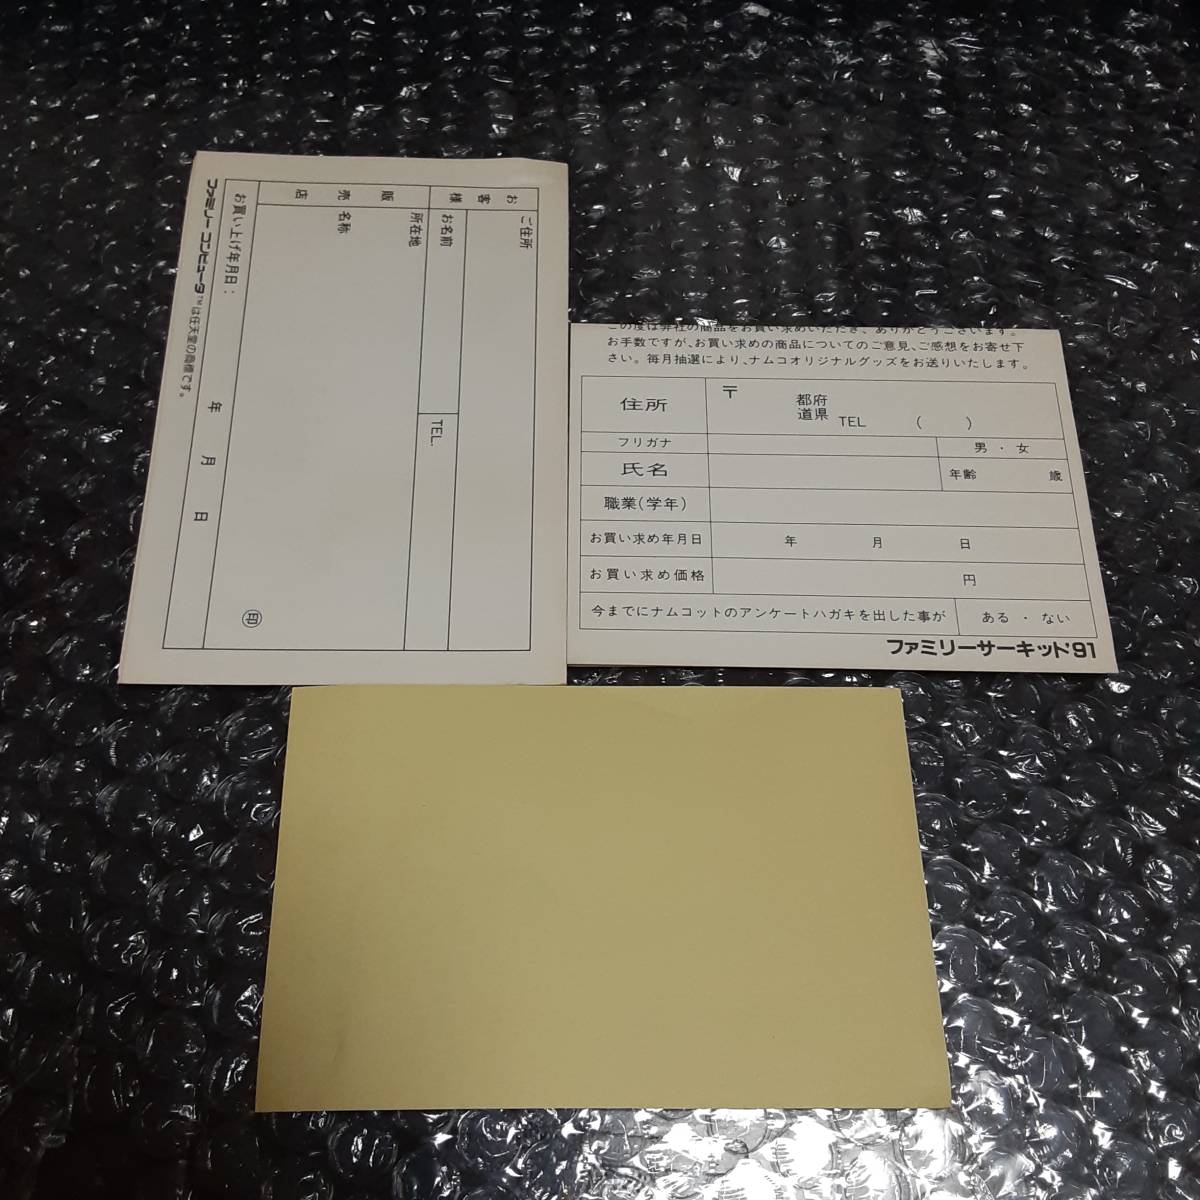 お客様
ご住所
お名前
TEL.
販売店
所在地
名称
印
お買い上げ年月日：　年　月　日
ファミリーコンピュータ™は任天堂の商標です。
この度は弊社の商品をお買い求めいただき、ありがとうございます。
お手数ですが、お買い求めの商品についてのご意見、ご感想をお寄せ下
さい。毎月抽選により、ナムコオリジナルグッズをお送りいたします。
住所　〒　都府
道県　TEL　（　）
フリガナ　男・女
氏名　年齢　歳
職業(学年)
お買い求め年月日　年　月　日
お買い求め価格　円
今までにナムコットのアンケートハガキを出した事が　ある・ない
ファミリーサーキット'91